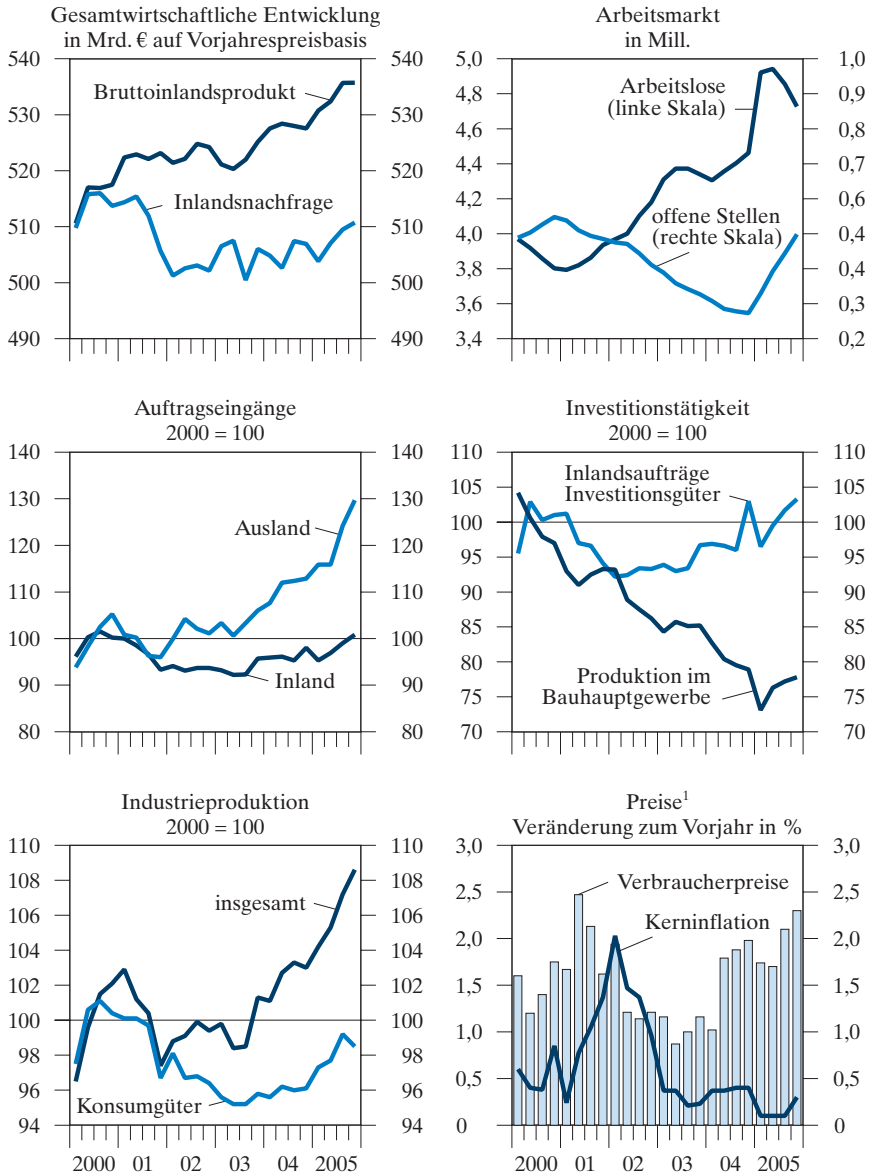 Gesamtwirtschaftliche Entwicklung
in Mrd. € auf Vorjahrespreisbasis
540 540
530 530
520 520
510 510
500 500
490 490
Bruttoinlandsprodukt
Inlandsnachfrage
Arbeitsmarkt
in Mill.
5,0 1,0
4,8 0,9
4,6 0,8
4,4 0,7
4,2 0,5
4,0 0,4
3,8 0,4
3,6 0,3
3,4 0,2
Arbeitslose
(linke Skala)
offene Stellen
(rechte Skala)
Auftragseingänge
2000 = 100
140 140
130 130
120 120
110 110
100 100
90 90
80 80
Ausland
Inland
Investitionstätigkeit
2000 = 100
110 110
105 105
100 100
95 95
90 90
85 85
80 80
75 75
70 70
Inlandsaufträge
Investitionsgüter
Produktion im
Bauhauptgewerbe
Industrieproduktion
2000 = 100
110 110
108 108
106 106
104 104
102 102
100 100
98 98
96 96
94 94
insgesamt
Konsumgüter
2000 01 02 03 04 2005
Preise¹
Veränderung zum Vorjahr in %
3,0 3,0
2,5 2,5
2,0 2,0
1,5 1,5
1,0 1,0
0,5 0,5
0 0
Verbraucherpreise
Kerninflation
2000 01 02 03 04 2005